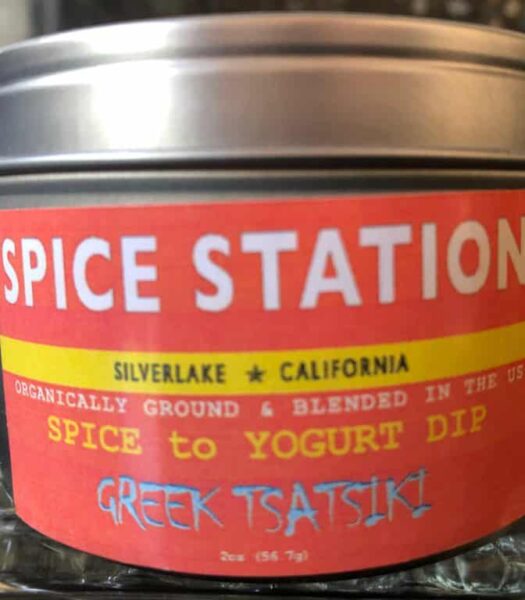 SPICE STATION
SILVERLAKE ★ CALIFORNIA
ORGANICALLY GROUND & BLENDED IN THE US
SPICE to YOGURT DIP
GREEK TSATSIKI
2oz (56.7g)